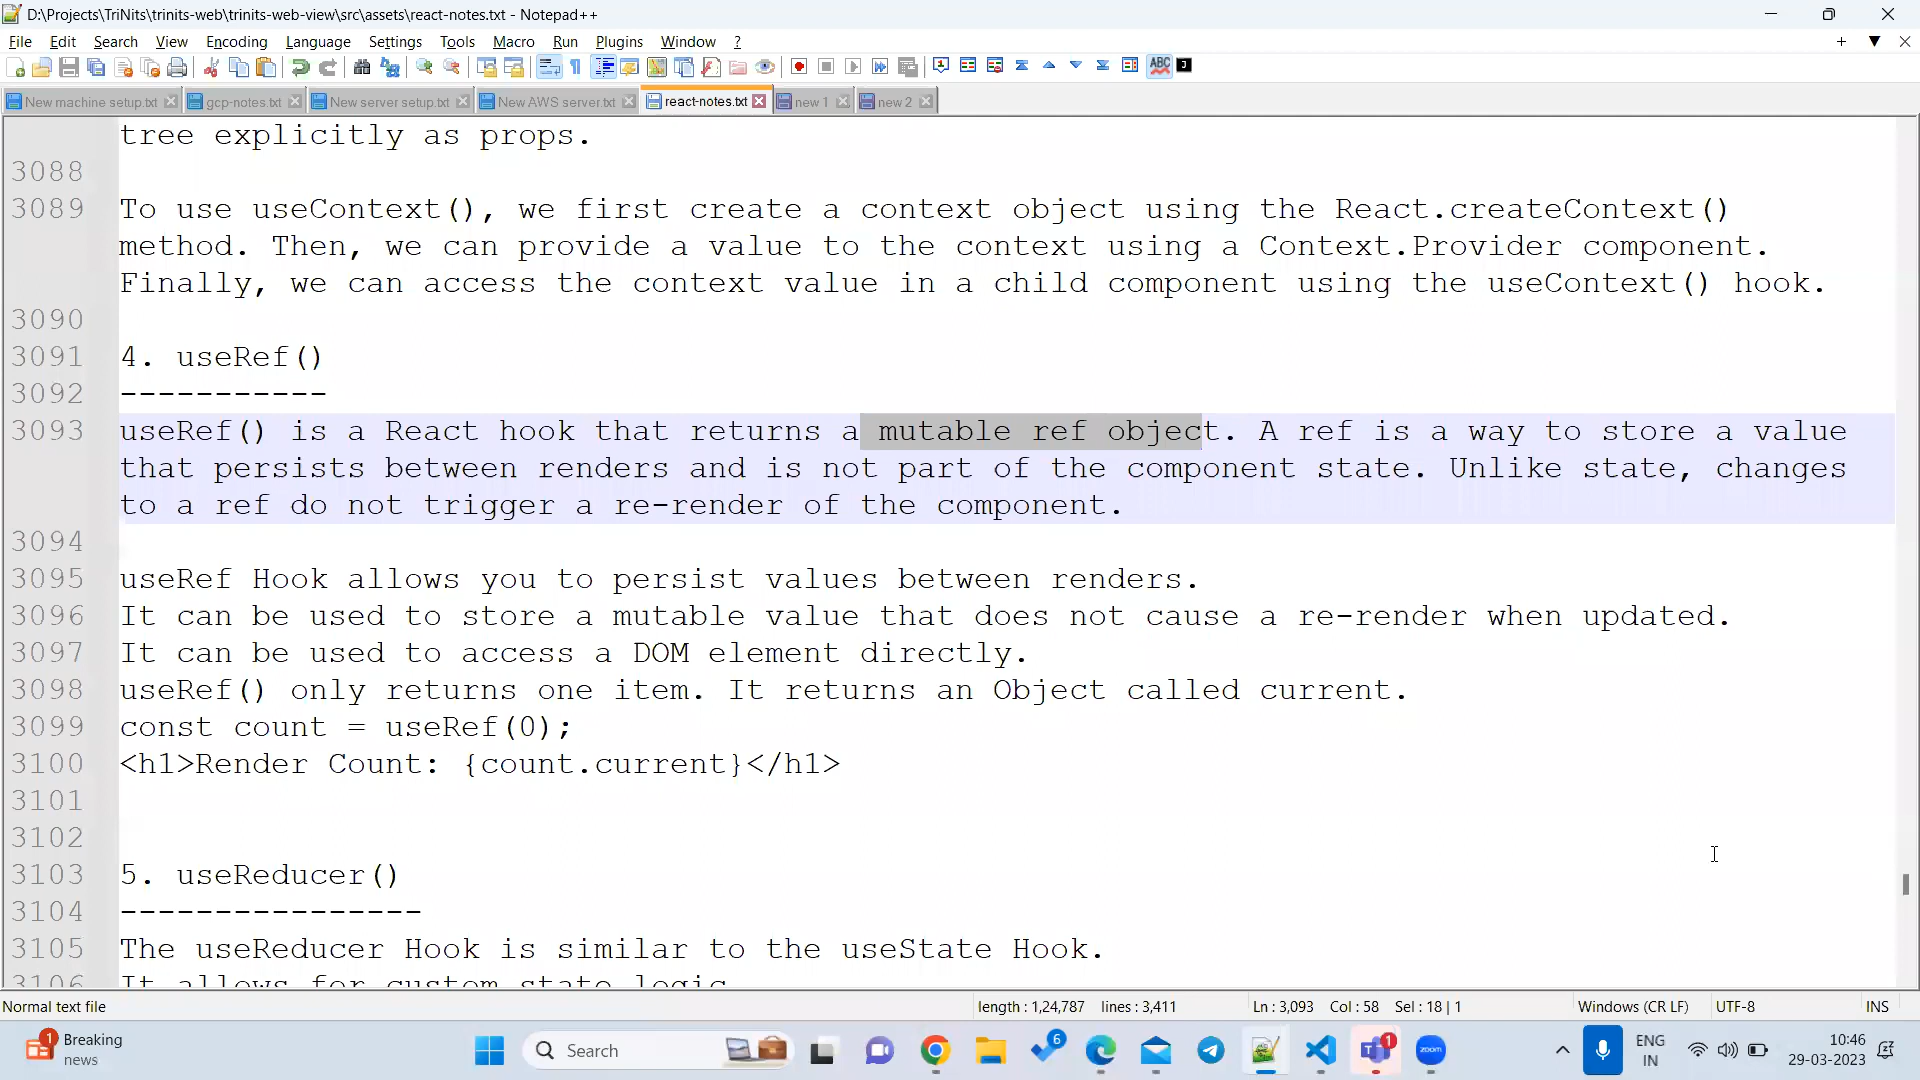 D:\Projects\TriNits\trinits-web\trinits-web-view\src\assets\react-notes.txt - Notepad++
File Edit Search View Encoding Language Settings Tools Macro Run Plugins Window ?
New machine setup.txt gcp-notes.txt New server setup.txt New AWS server.txt react-notes.txt new 1 new 2
tree explicitly as props.
3088
3089 To use useContext(), we first create a context object using the React.createContext()
method. Then, we can provide a value to the context using a Context.Provider component.
Finally, we can access the context value in a child component using the useContext() hook.
3090
3091 4. useRef()
3092 -----------
3093 useRef() is a React hook that returns a mutable ref object. A ref is a way to store a value
that persists between renders and is not part of the component state. Unlike state, changes
to a ref do not trigger a re-render of the component.
3094
3095 useRef Hook allows you to persist values between renders.
3096 It can be used to store a mutable value that does not cause a re-render when updated.
3097 It can be used to access a DOM element directly.
3098 useRef() only returns one item. It returns an Object called current.
3099 const count = useRef(0);
3100 <h1>Render Count: {count.current}</h1>
3101
3102
3103 5. useReducer()
3104 ----------------
3105 The useReducer Hook is similar to the useState Hook.
3106 It allows for custom state logic
Normal text file length : 1,24,787 lines : 3,411 Ln : 3,093 Col : 58 Sel : 18 | 1 Windows (CR LF) UTF-8 INS
1 Breaking news Search 6 1 zoom ENG IN 10:46
29-03-2023